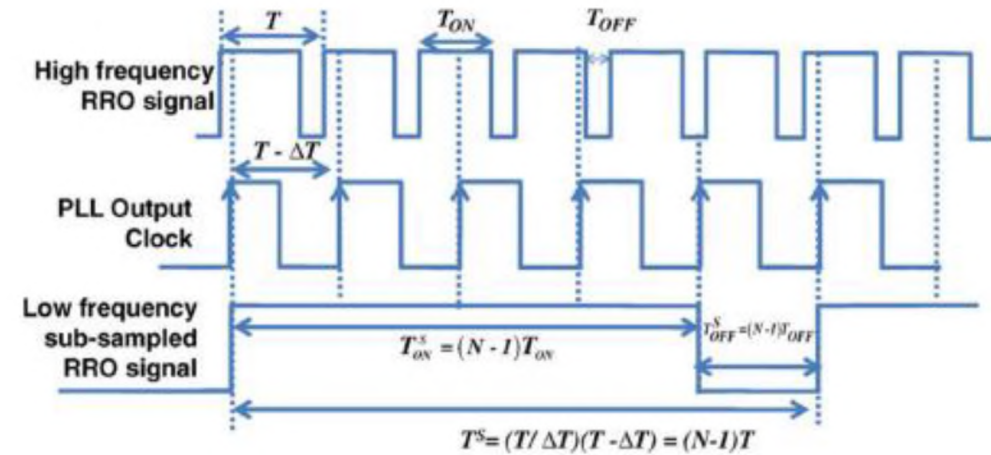 T
T_ON
T_OFF
High frequency
RRO signal
T - ΔT
PLL Output
Clock
Low frequency
sub-sampled
RRO signal
T^S_ON = (N - 1)T_ON
T^S_OFF=(N-1)T_OFF
T^S= (T/ ΔT)(T -ΔT) = (N-1)T